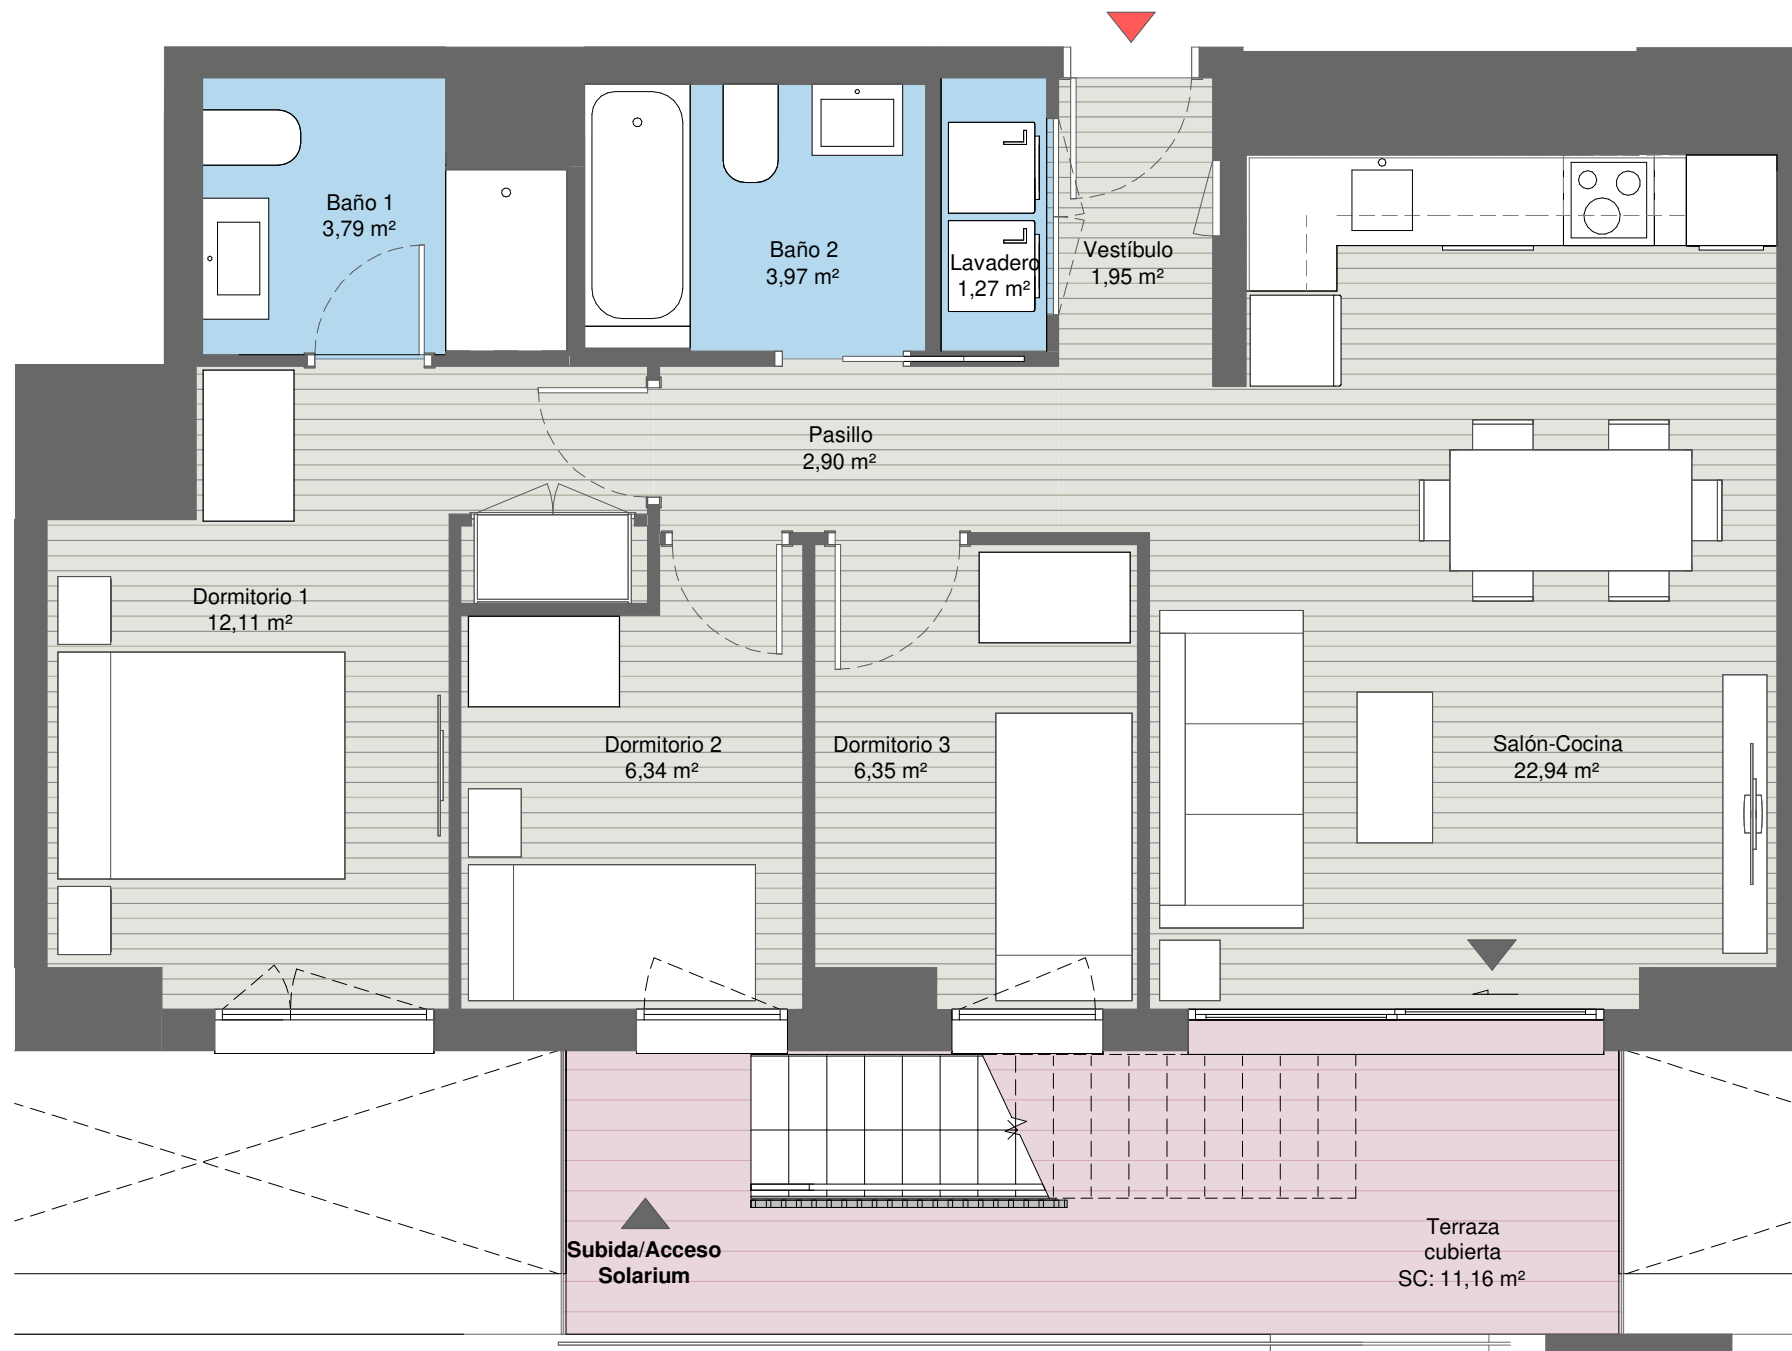 Baño 1
3,79 m²
Baño 2
3,97 m²
Lavadero
1,27 m²
Vestíbulo
1,95 m²
Pasillo
2,90 m²
Dormitorio 1
12,11 m²
Dormitorio 2
6,34 m²
Dormitorio 3
6,35 m²
Salón-Cocina
22,94 m²
Subida/Acceso
Solarium
Terraza
cubierta
SC: 11,16 m²